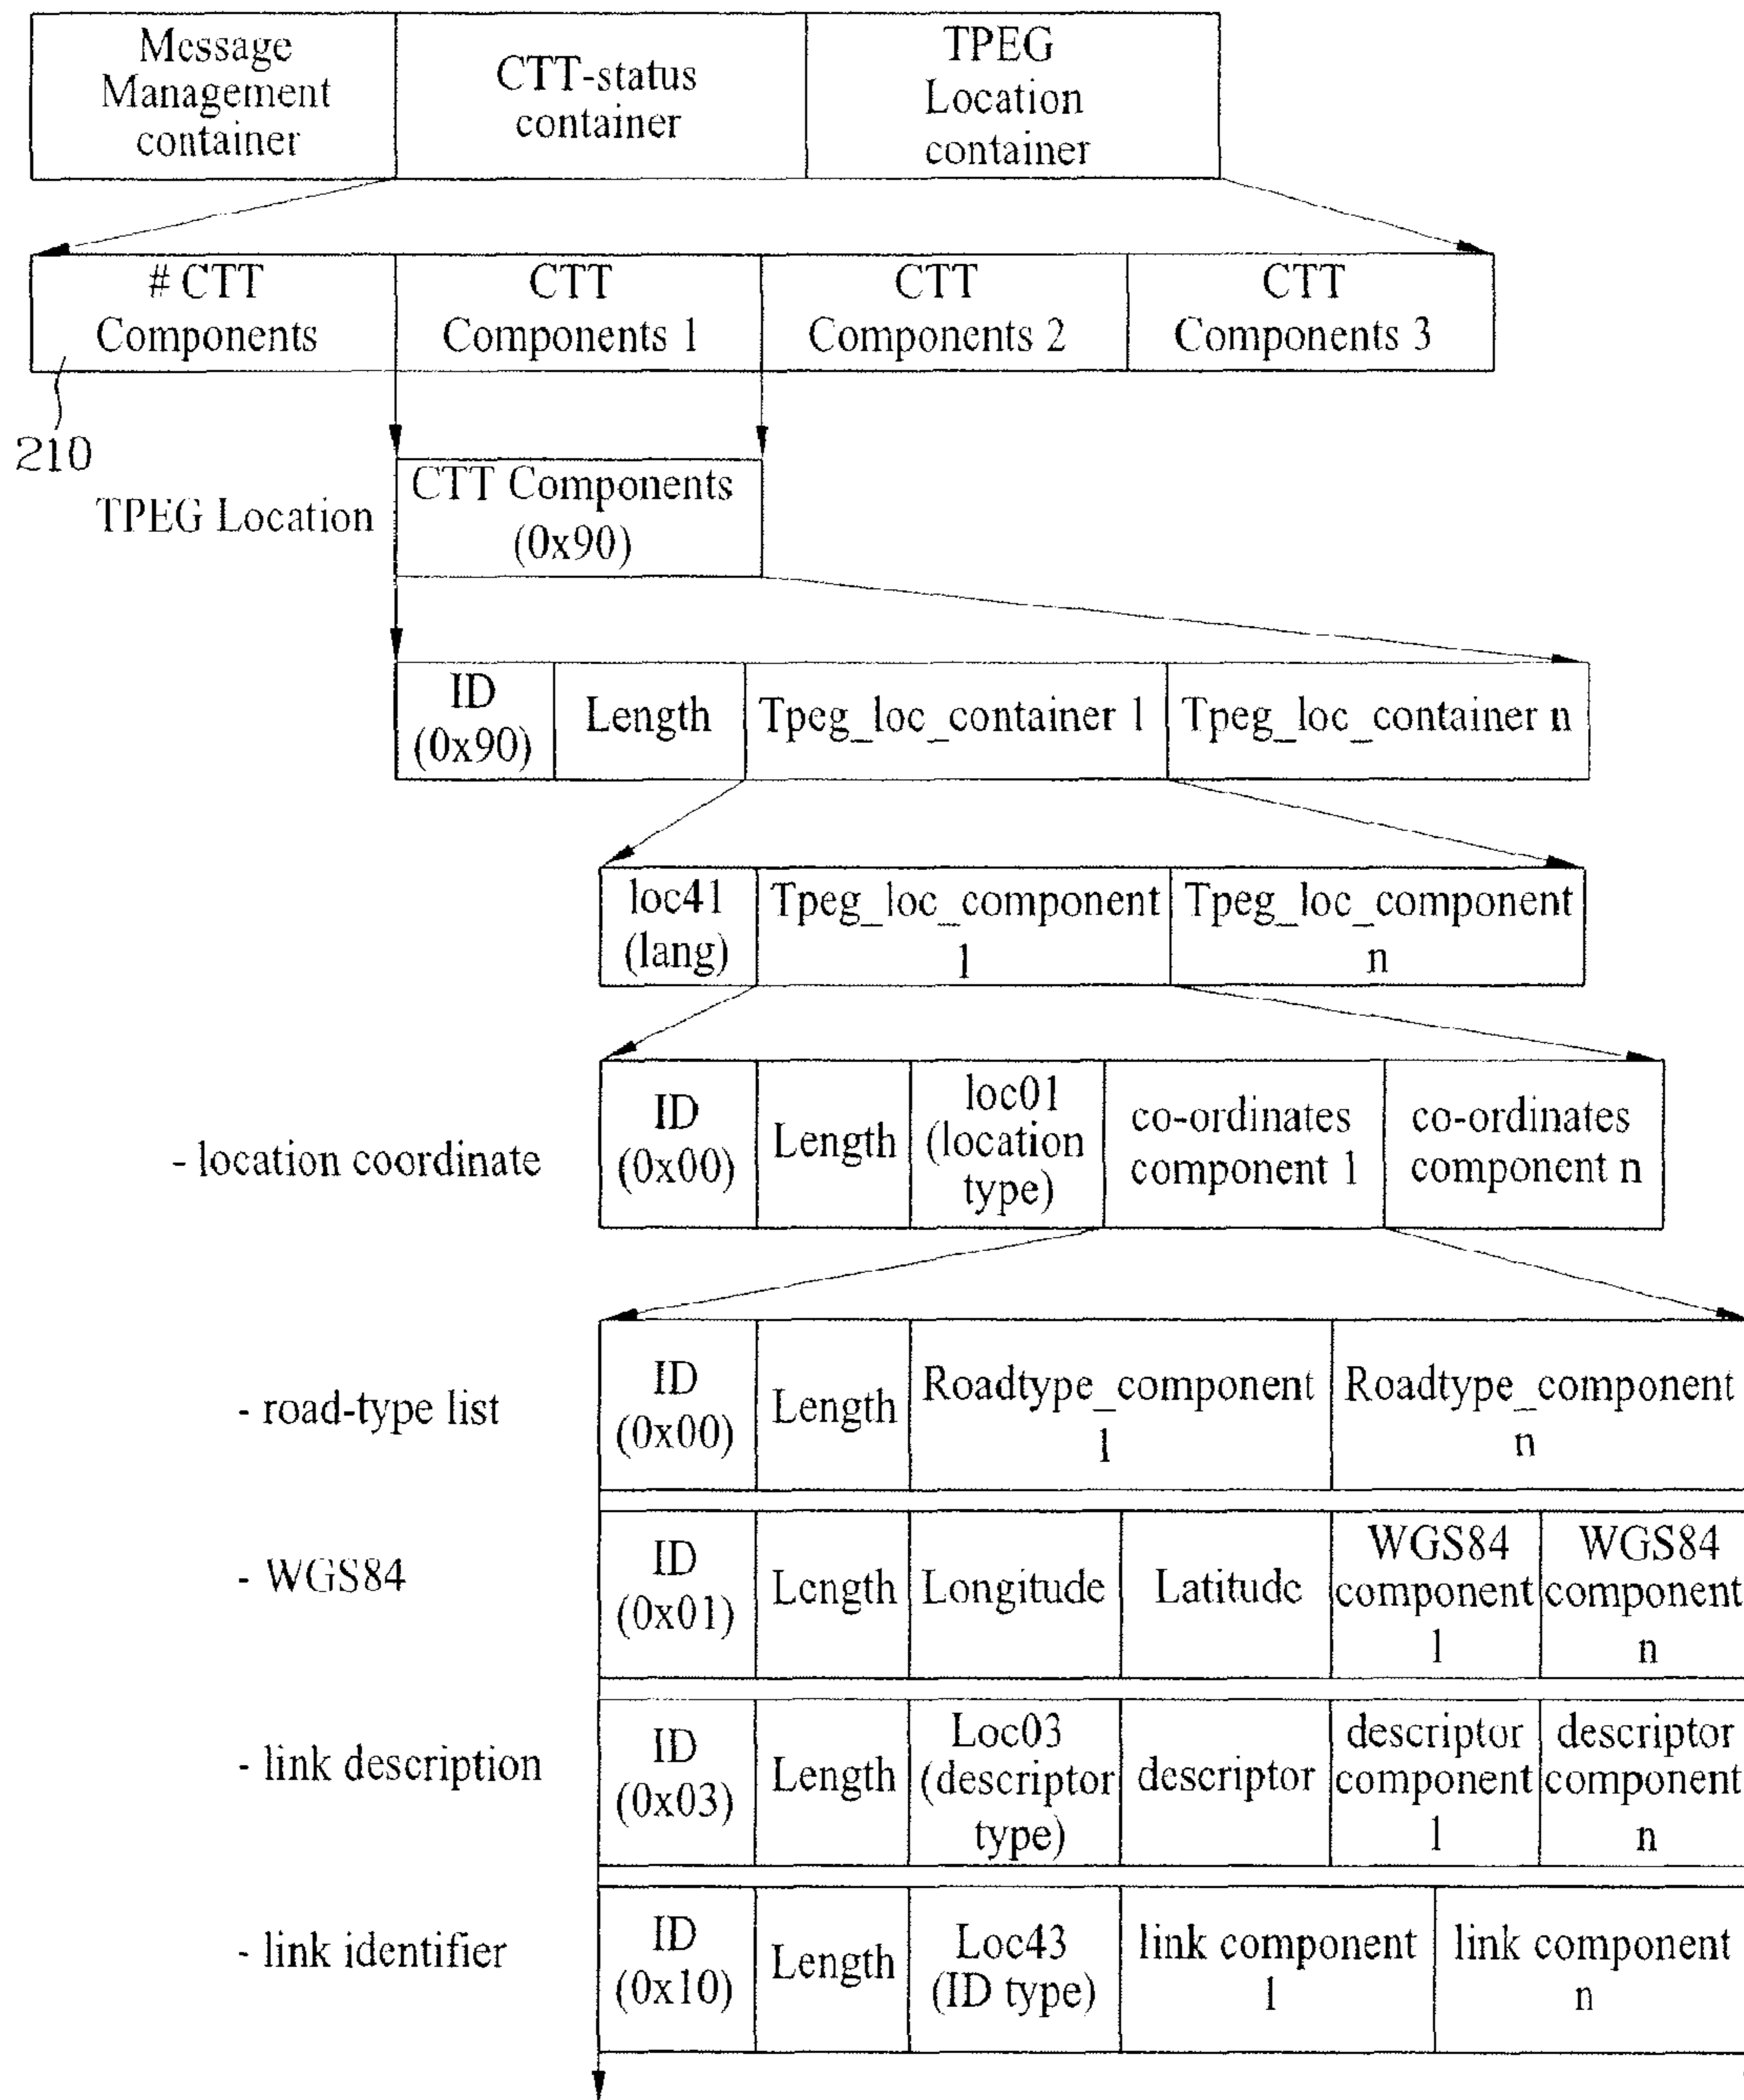 Message
Management
container
CTT-status
container
TPEG
Location
container
# CTT
Components
CTT
Components 1
CTT
Components 2
CTT
Components 3
210
TPEG Location
CTT Components
(0x90)
ID
(0x90)
Length
Tpeg_loc_container 1
Tpeg_loc_container n
loc41
(lang)
Tpeg_loc_component
1
Tpeg_loc_component
n
- location coordinate
ID
(0x00)
Length
loc01
(location
type)
co-ordinates
component 1
co-ordinates
component n
- road-type list
ID
(0x00)
Length
Roadtype_component
1
Roadtype_component
n
- WGS84
ID
(0x01)
Length
Longitude
Latitude
WGS84
component
1
WGS84
component
n
- link description
ID
(0x03)
Length
Loc03
(descriptor
type)
descriptor
descriptor
component
1
descriptor
component
n
- link identifier
ID
(0x10)
Length
Loc43
(ID type)
link component
1
link component
n